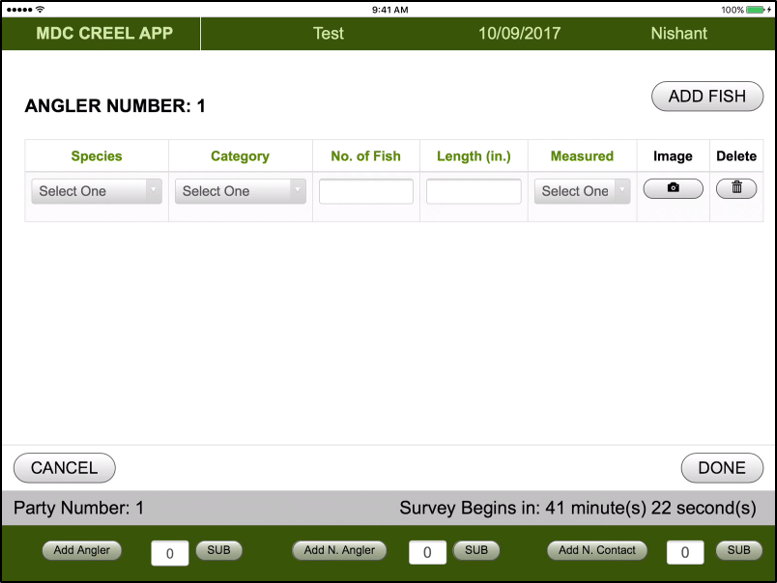 9:41 AM 100%
MDC CREEL APP Test 10/09/2017 Nishant
ADD FISH
ANGLER NUMBER: 1
Species Category No. of Fish Length (in.) Measured Image Delete
Select One Select One Select One
CANCEL DONE
Party Number: 1 Survey Begins in: 41 minute(s) 22 second(s)
Add Angler 0 SUB Add N. Angler 0 SUB Add N. Contact 0 SUB